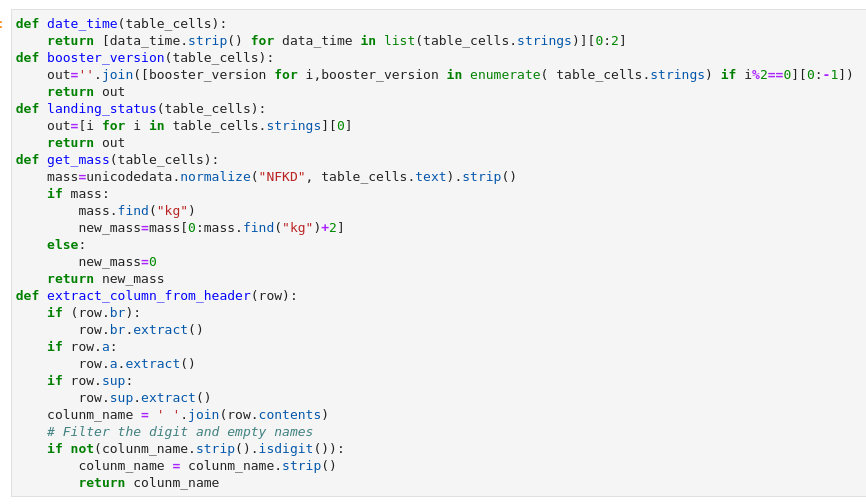 :
def date_time(table_cells):
    return [data_time.strip() for data_time in list(table_cells.strings)][0:2]
def booster_version(table_cells):
    out=''.join([booster_version for i,booster_version in enumerate( table_cells.strings) if i%2==0][0:-1])
    return out
def landing_status(table_cells):
    out=[i for i in table_cells.strings][0]
    return out
def get_mass(table_cells):
    mass=unicodedata.normalize("NFKD", table_cells.text).strip()
    if mass:
        mass.find("kg")
        new_mass=mass[0:mass.find("kg")+2]
    else:
        new_mass=0
    return new_mass
def extract_column_from_header(row):
    if (row.br):
        row.br.extract()
    if row.a:
        row.a.extract()
    if row.sup:
        row.sup.extract()
    colunm_name = ' '.join(row.contents)
    # Filter the digit and empty names
    if not(colunm_name.strip().isdigit()):
        colunm_name = colunm_name.strip()
        return colunm_name